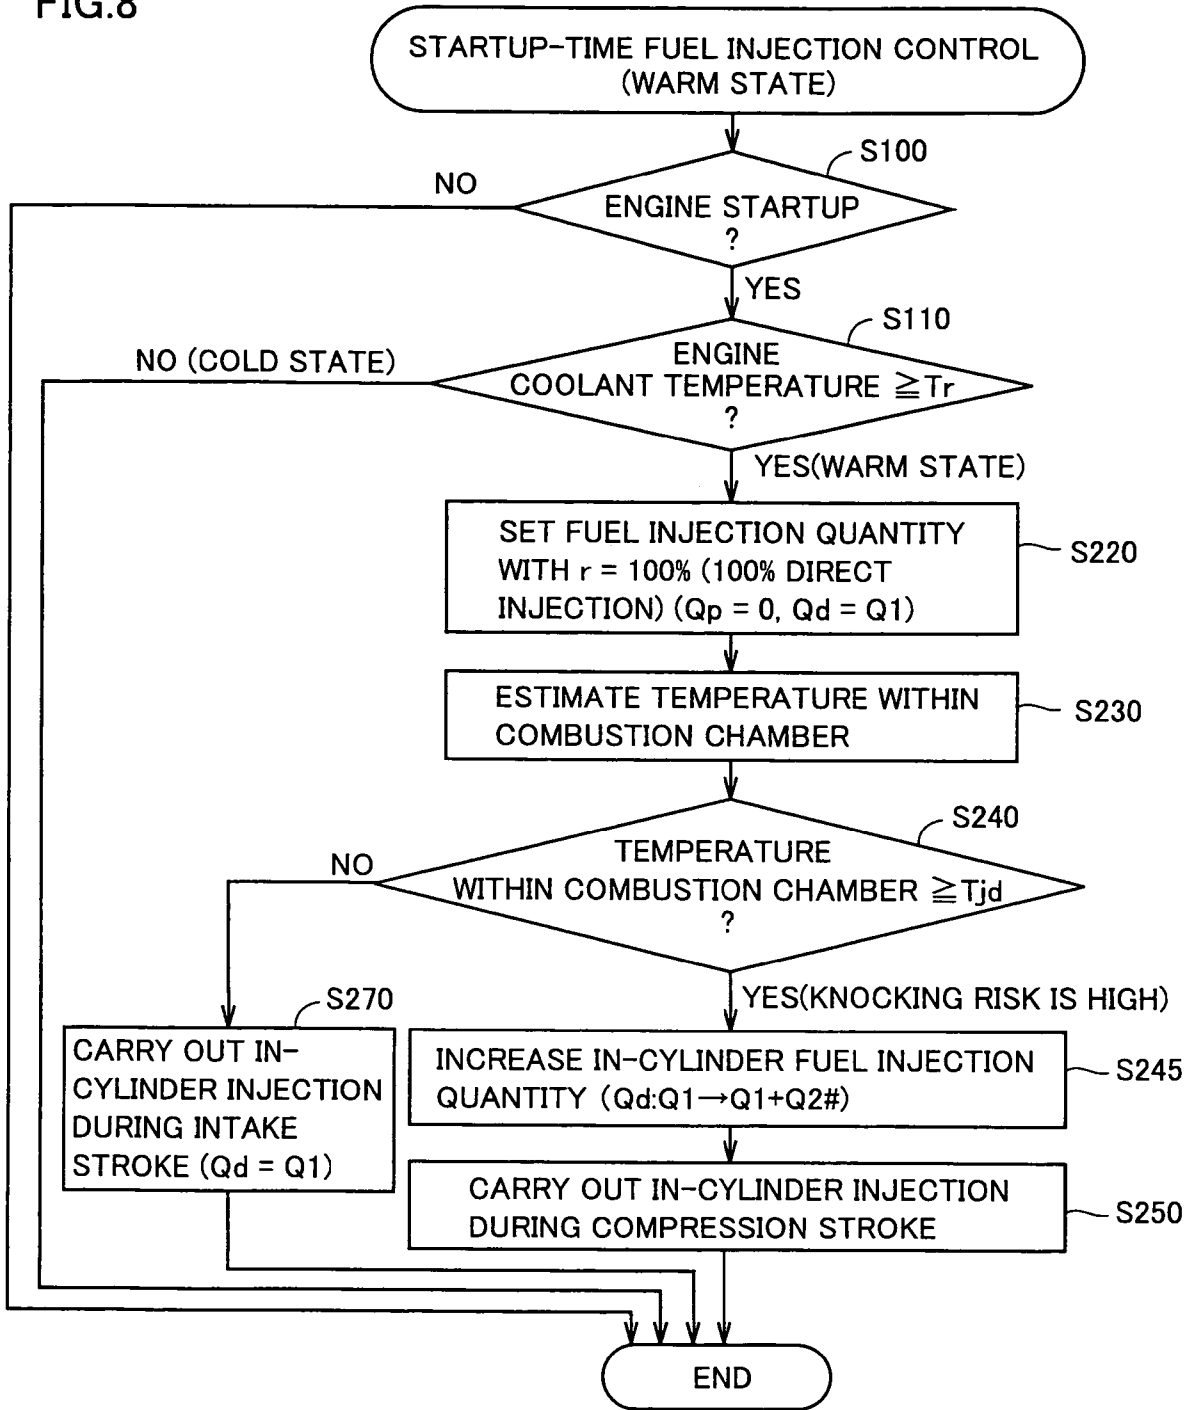 FIG.8
STARTUP-TIME FUEL INJECTION CONTROL
(WARM STATE)
S100
NO
ENGINE STARTUP
?
YES
S110
NO (COLD STATE)
ENGINE
COOLANT TEMPERATURE ≧Tr
?
YES(WARM STATE)
SET FUEL INJECTION QUANTITY
WITH r = 100% (100% DIRECT
INJECTION) (Qp = 0, Qd = Q1)
S220
ESTIMATE TEMPERATURE WITHIN
COMBUSTION CHAMBER
S230
S240
NO
TEMPERATURE
WITHIN COMBUSTION CHAMBER ≧Tjd
?
YES(KNOCKING RISK IS HIGH)
S270
CARRY OUT IN-
CYLINDER INJECTION
DURING INTAKE
STROKE (Qd = Q1)
INCREASE IN-CYLINDER FUEL INJECTION
QUANTITY (Qd:Q1→Q1+Q2#)
S245
CARRY OUT IN-CYLINDER INJECTION
DURING COMPRESSION STROKE
S250
END